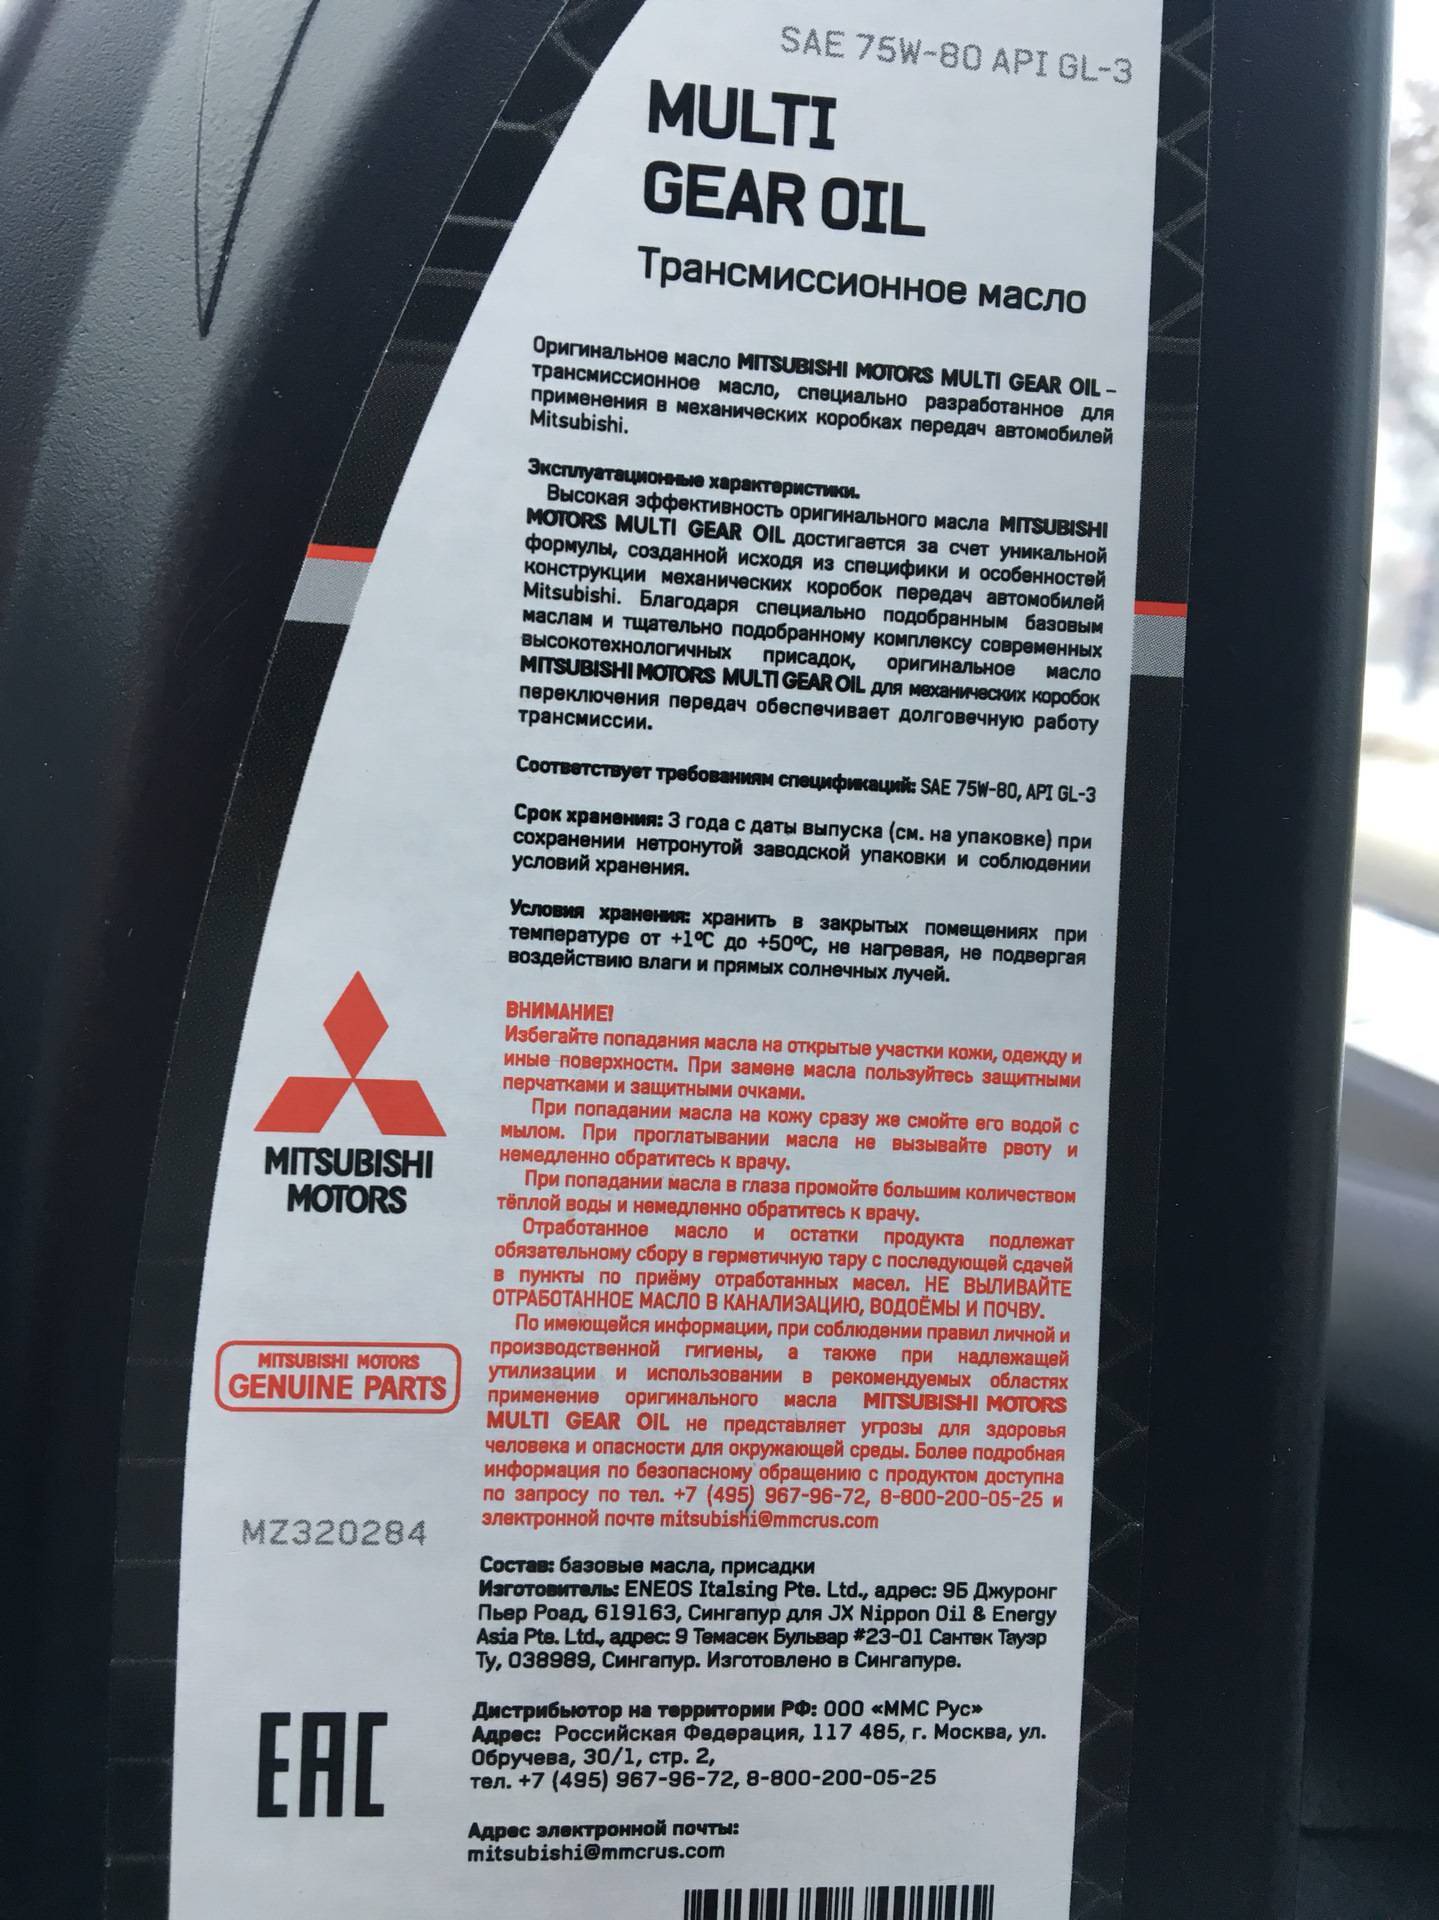 SAE 75W-80 API GL-3
MULTI
GEAR OIL
Трансмиссионное масло
Оригинальное масло MITSUBISHI MOTORS MULTI GEAR OIL –
трансмиссионное масло, специально разработанное для
применения в механических коробках передач автомобилей
Mitsubishi.
Эксплуатационные характеристики.
Высокая эффективность оригинального масла MITSUBISHI
MOTORS MULTI GEAR OIL достигается за счет уникальной
формулы, созданной исходя из специфики и особенностей
конструкции механических коробок передач автомобилей
Mitsubishi. Благодаря специально подобранным базовым
маслам и тщательно подобранному комплексу современных
высокотехнологичных присадок, оригинальное масло
MITSUBISHI MOTORS MULTI GEAR OIL для механических коробок
переключения передач обеспечивает долговечную работу
трансмиссии.
Соответствует требованиям спецификаций: SAE 75W-80, API GL-3
Срок хранения: 3 года с даты выпуска (см. на упаковке) при
сохранении нетронутой заводской упаковки и соблюдении
условий хранения.
Условия хранения: хранить в закрытых помещениях при
температуре от +1°C до +50°C, не нагревая, не подвергая
воздействию влаги и прямых солнечных лучей.
ВНИМАНИЕ!
Избегайте попадания масла на открытые участки кожи, одежду и
иные поверхности. При замене масла пользуйтесь защитными
перчатками и защитными очками.
При попадании масла на кожу сразу же смойте его водой с
мылом. При проглатывании масла не вызывайте рвоту и
немедленно обратитесь к врачу.
При попадании масла в глаза промойте большим количеством
тёплой воды и немедленно обратитесь к врачу.
Отработанное масло и остатки продукта подлежат
обязательному сбору в герметичную тару с последующей сдачей
в пункты по приёму отработанных масел. НЕ ВЫЛИВАЙТЕ
ОТРАБОТАННОЕ МАСЛО В КАНАЛИЗАЦИЮ, ВОДОЁМЫ И ПОЧВУ.
По имеющейся информации, при соблюдении правил личной и
производственной гигиены, а также при надлежащей
утилизации и использовании в рекомендуемых областях
применение оригинального масла MITSUBISHI MOTORS
MULTI GEAR OIL не представляет угрозы для здоровья
человека и опасности для окружающей среды. Более подробная
информация по безопасному обращению с продуктом доступна
по запросу по тел. +7 (495) 967-96-72, 8-800-200-05-25 и
электронной почте mitsubishi@mmcrus.com
MITSUBISHI
MOTORS
MITSUBISHI MOTORS
GENUINE PARTS
MZ320284
Состав: базовые масла, присадки
Изготовитель: ENEOS Italsing Pte. Ltd., адрес: 9Б Джуронг
Пьер Роад, 619163, Сингапур для JX Nippon Oil & Energy
Asia Pte. Ltd., адрес: 9 Темасек Бульвар #23-01 Сантек Тауэр
Ту, 038989, Сингапур. Изготовлено в Сингапуре.
Дистрибьютор на территории РФ: ООО «ММС Рус»
Адрес: Российская Федерация, 117 485, г. Москва, ул.
Обручева, 30/1, стр. 2,
тел. +7 (495) 967-96-72, 8-800-200-05-25
EAC
Адрес электронной почты:
mitsubishi@mmcrus.com